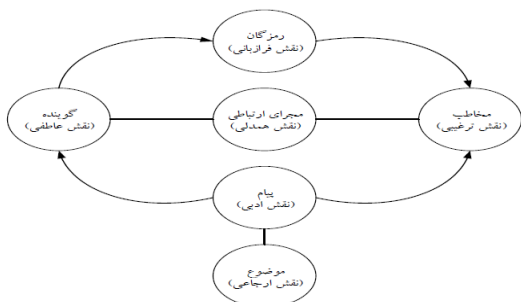 رمزگان
(نقش فرازبانی)
گوینده
(نقش عاطفی)
مجرای ارتباطی
(نقش همدلی)
مخاطب
(نقش ترغیبی)
پیام
(نقش ادبی)
موضوع
(نقش ارجاعی)